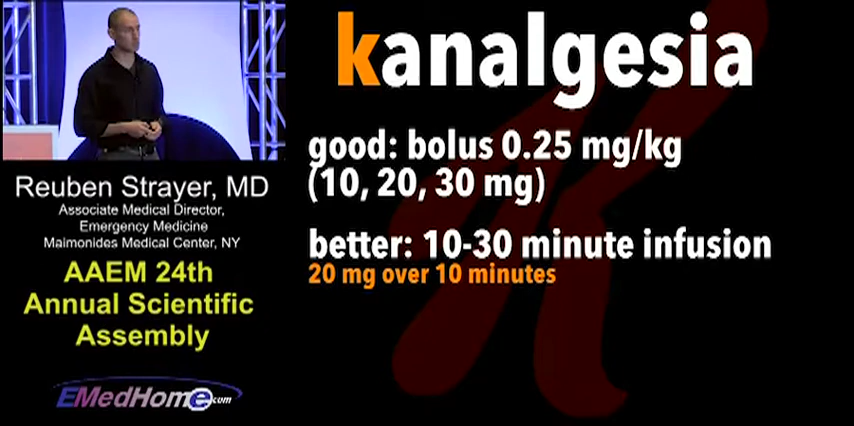 kanalgesia
good: bolus 0.25 mg/kg
(10, 20, 30 mg)
better: 10-30 minute infusion
20 mg over 10 minutes
Reuben Strayer, MD
Associate Medical Director,
Emergency Medicine
Maimonides Medical Center, NY
AAEM 24th
Annual Scientific
Assembly
EMedHome.com